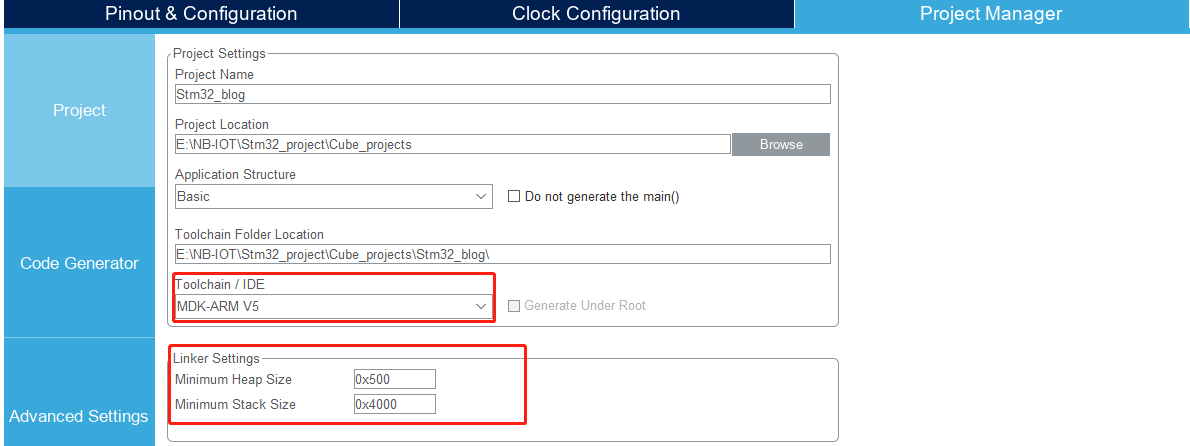 Pinout & Configuration
Clock Configuration
Project Manager
Project
Code Generator
Advanced Settings
Project Settings
Project Name
Stm32_blog
Project Location
E:\NB-IOT\Stm32_project\Cube_projects
Browse
Application Structure
Basic
Do not generate the main()
Toolchain Folder Location
E:\NB-IOT\Stm32_project\Cube_projects\Stm32_blog\
Toolchain / IDE
MDK-ARM V5
Generate Under Root
Linker Settings
Minimum Heap Size 0x500
Minimum Stack Size 0x4000